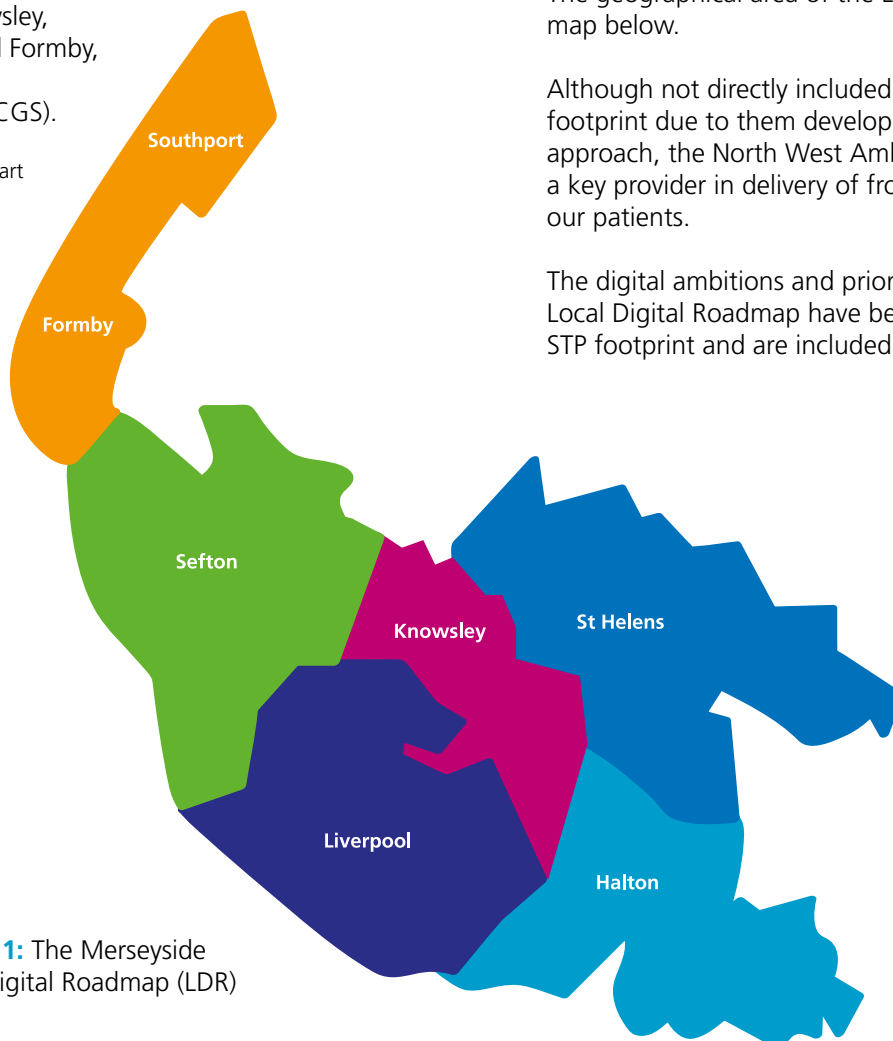 sley,
Formby,
CGS).
art
map below.
Although not directly included
footprint due to them develop
approach, the North West Am
a key provider in delivery of fro
our patients.
The digital ambitions and prior
Local Digital Roadmap have be
STP footprint and are included
Southport
Formby
Sefton
Knowsley
St Helens
Liverpool
Halton
1: The Merseyside
igital Roadmap (LDR)